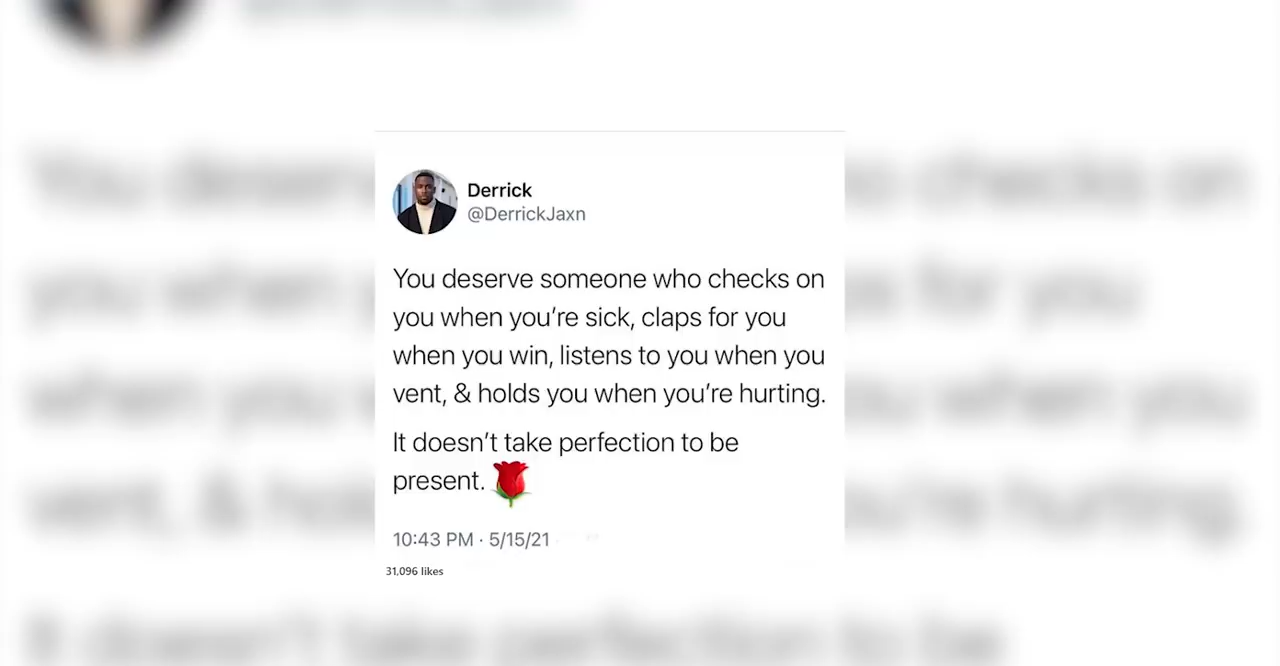 Derrick
@DerrickJaxn
You deserve someone who checks on
you when you’re sick, claps for you
when you win, listens to you when you
vent, & holds you when you’re hurting.
It doesn’t take perfection to be
present.
10:43 PM · 5/15/21
31,096 likes